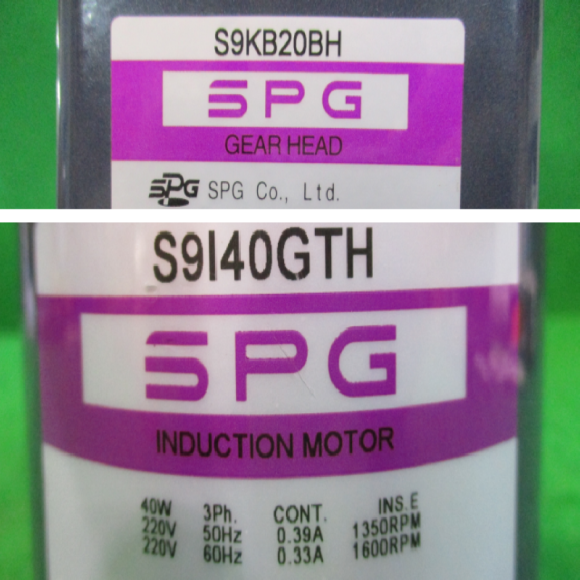 S9KB20BH
SPG
GEAR HEAD
SPG SPG Co., Ltd.
S9I40GTH
SPG
INDUCTION MOTOR
40W 3Ph. CONT. INS.E
220V 50Hz 0.39A 1350RPM
220V 60Hz 0.33A 1600RPM